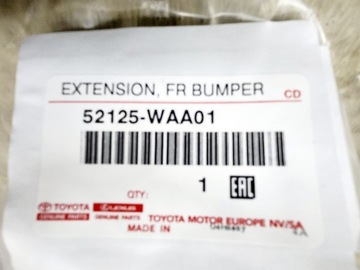 EXTENSION, FR BUMPER CD
52125-WAA01
QTY: 1 EAC
TOYOTA LEXUS TOYOTA MOTOR EUROPE NV/SA
GENUINE PARTS GENUINE PARTS
MADE IN Germany